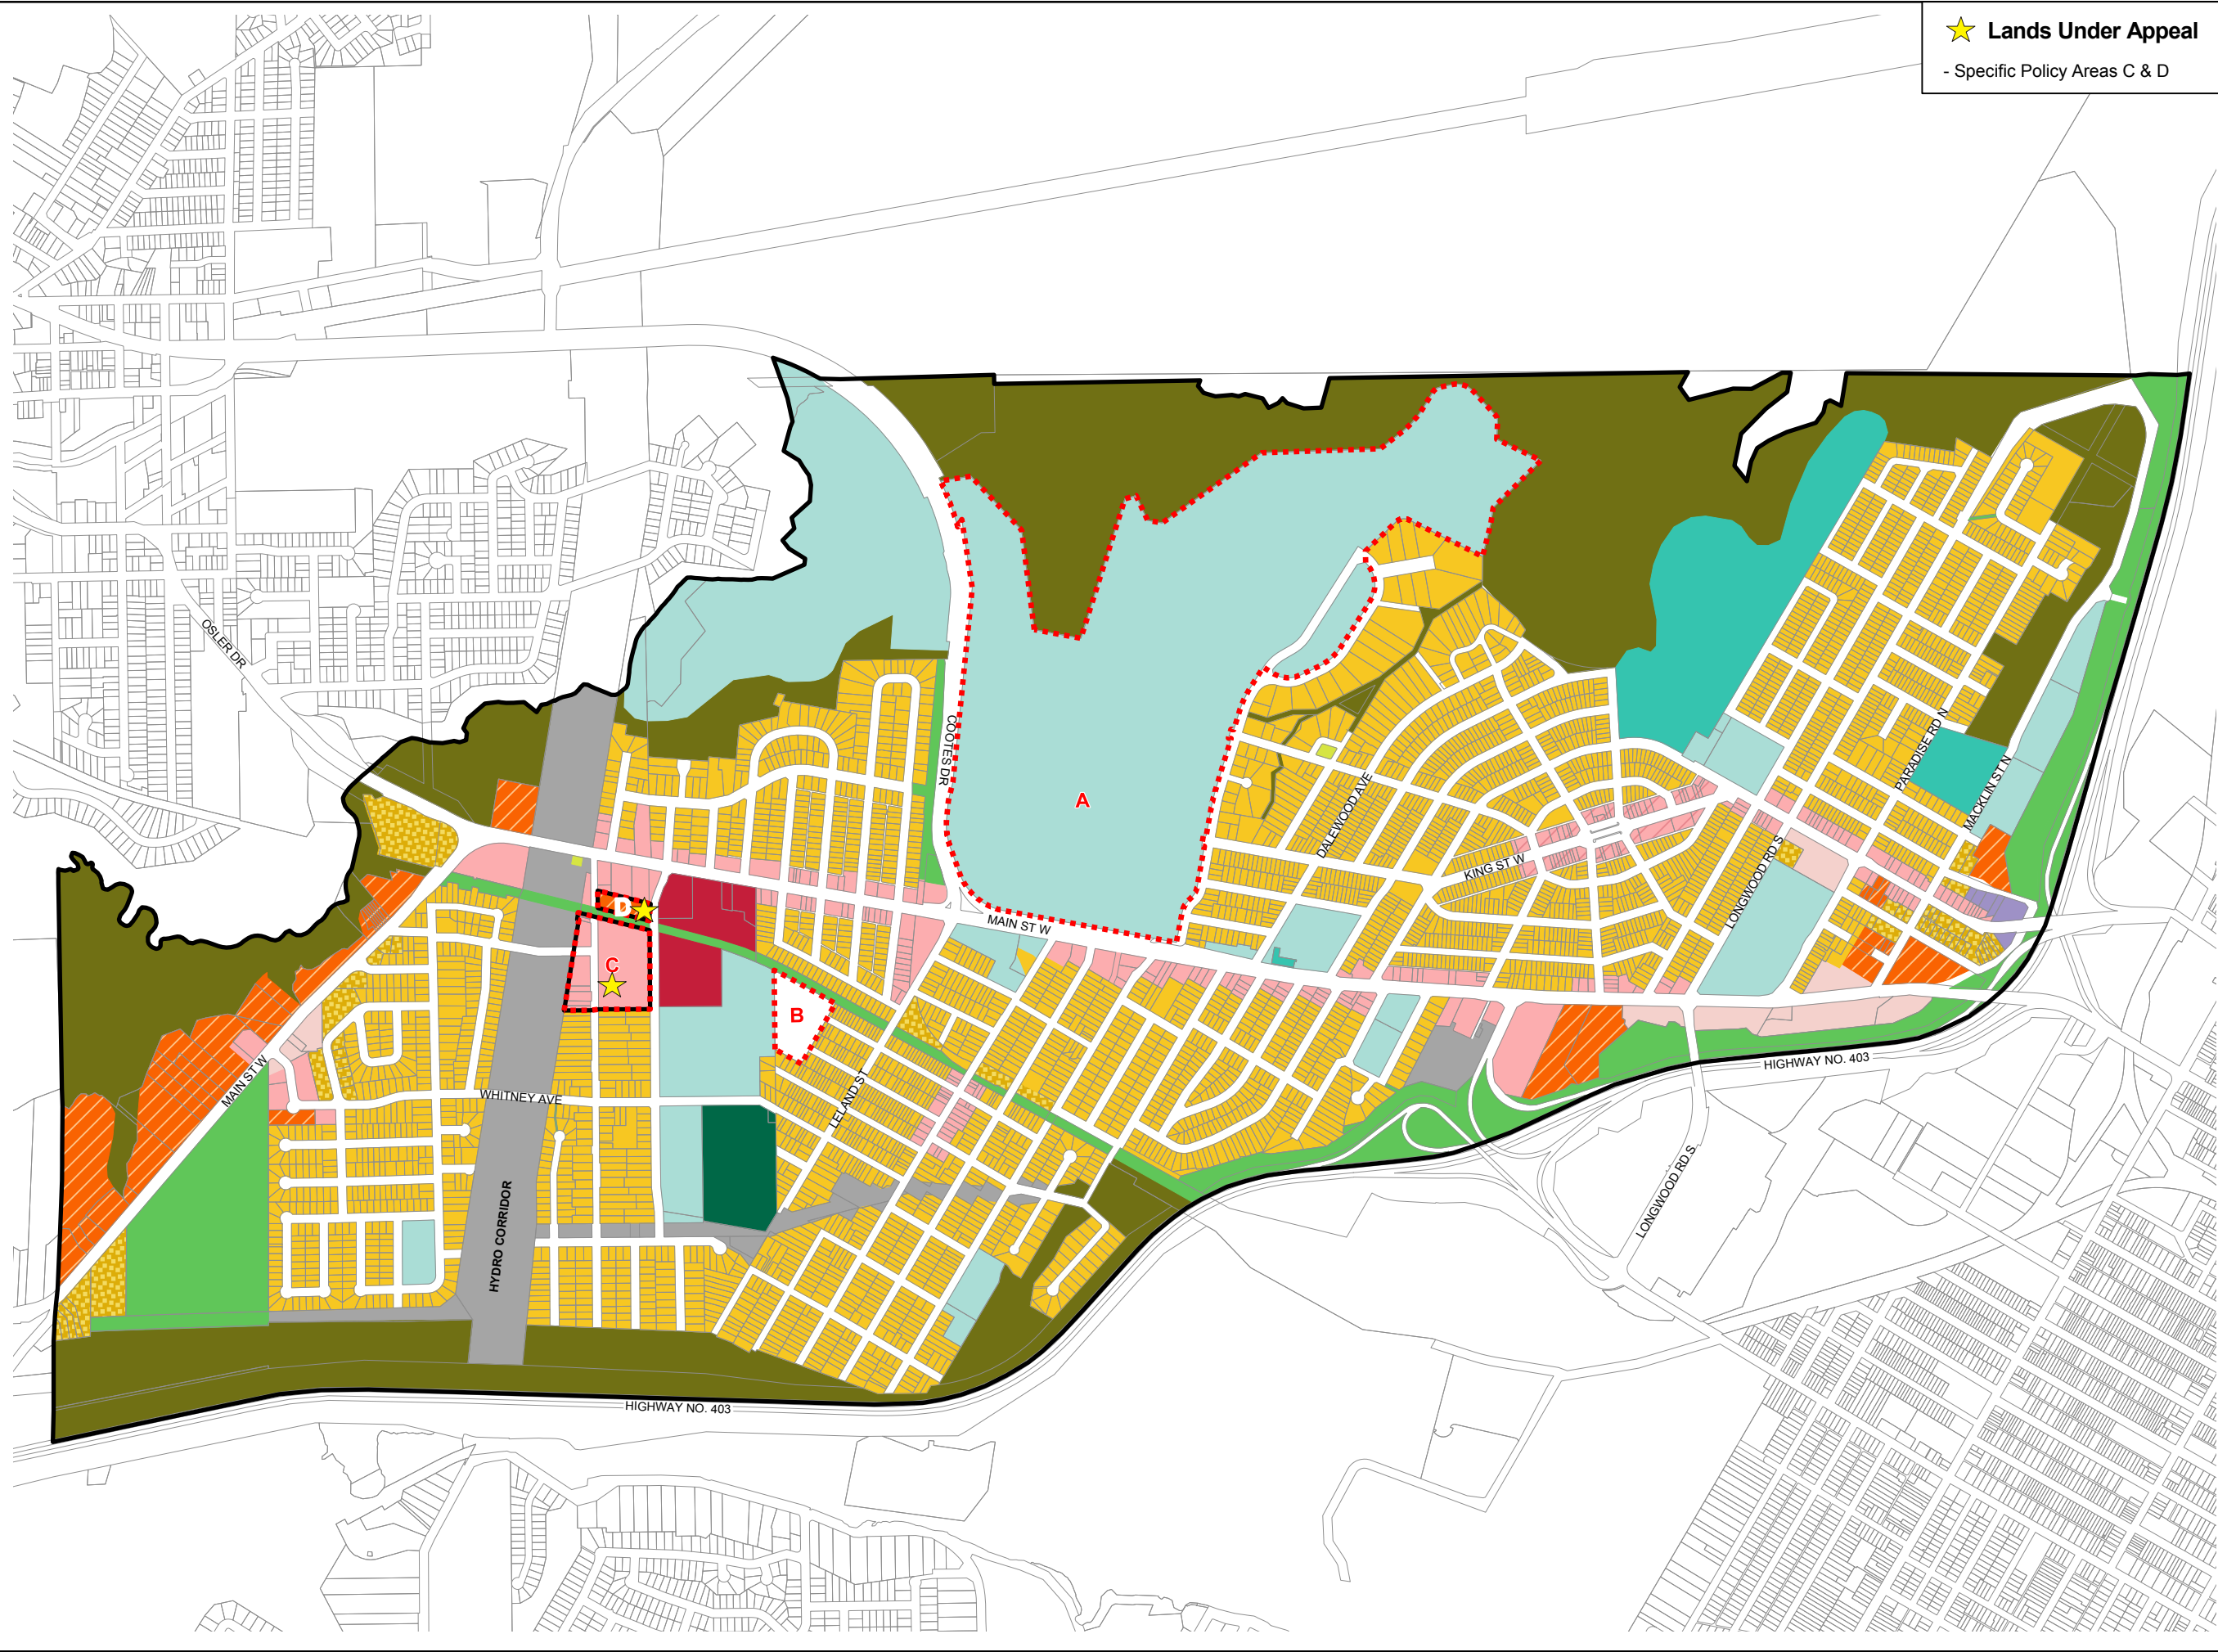 Lands Under Appeal
- Specific Policy Areas C & D
OSLER DR
COOTES DR
A
DALEWOOD AVE
KING ST W
PARADISE RD N
MACKLIN ST N
LONGWOOD RD S
MAIN ST W
D
C
B
MAIN ST W
WHITNEY AVE
LELAND ST
HYDRO CORRIDOR
HIGHWAY NO. 403
LONGWOOD RD S
HIGHWAY NO. 403